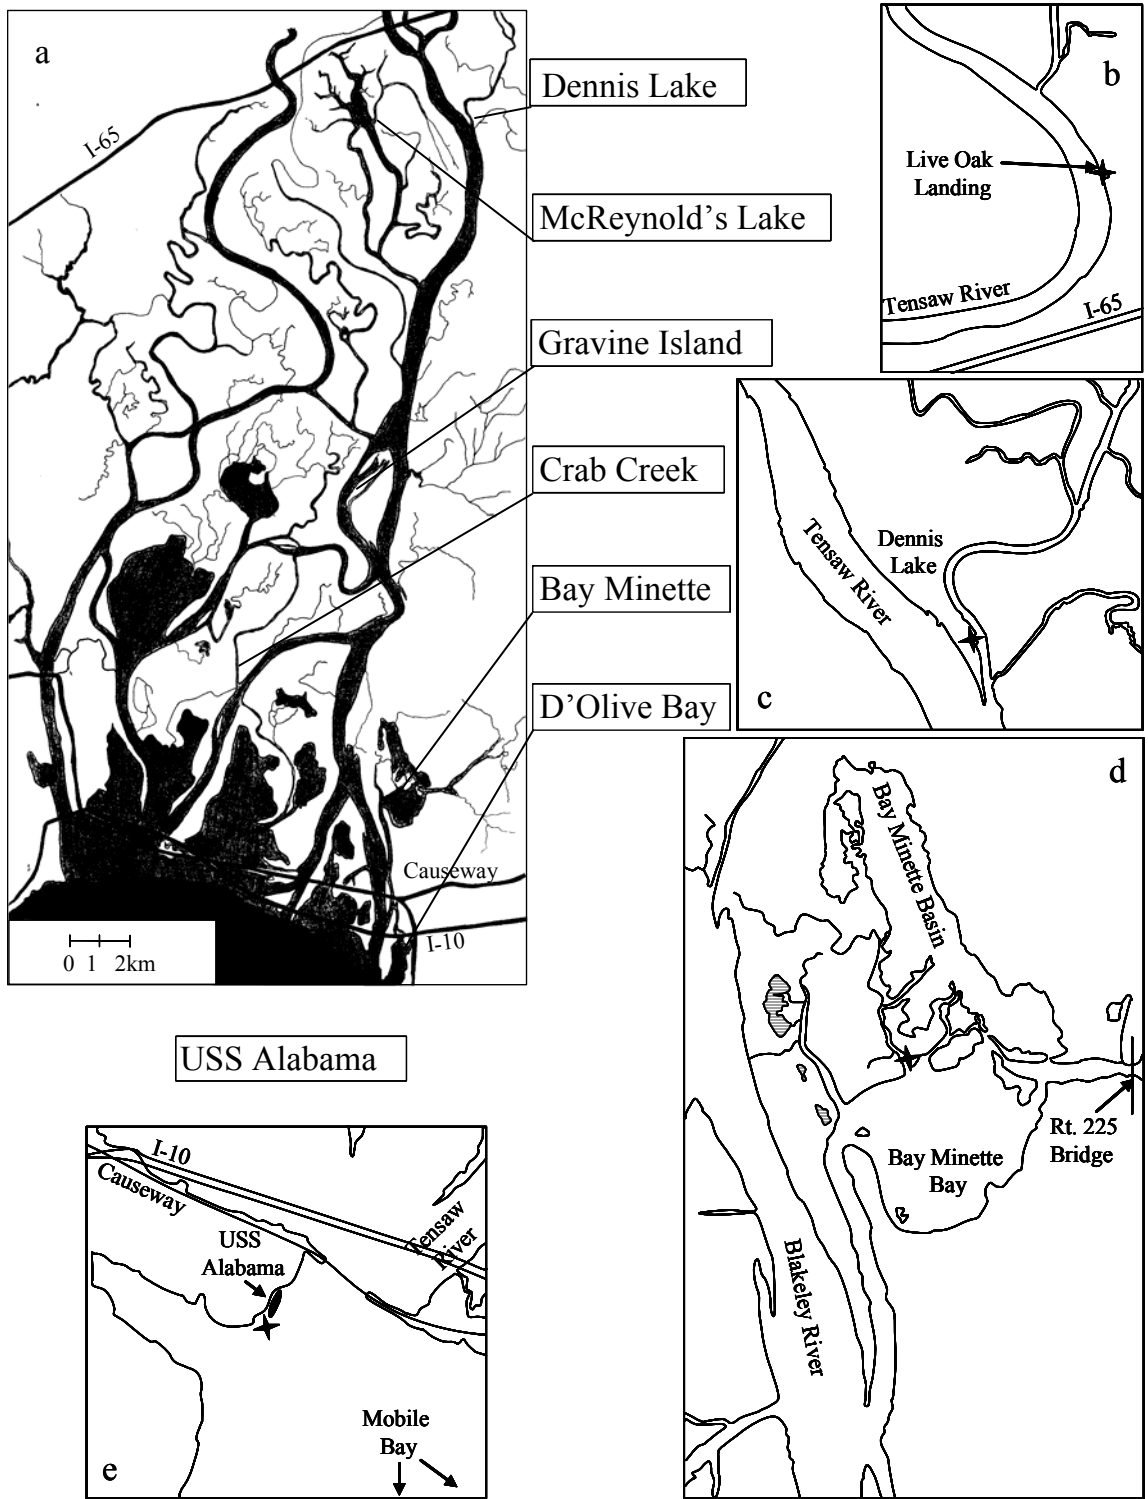 a
I-65
Dennis Lake
McReynold's Lake
Gravine Island
Crab Creek
Bay Minette
D'Olive Bay
Causeway
I-10
0 1 2km
b
Live Oak
Landing
Tensaw River
I-65
Dennis
Lake
Tensaw River
c
d
Bay Minette Basin
Rt. 225
Bridge
Bay Minette
Bay
Blakeley River
USS Alabama
I-10
Causeway
USS
Alabama
Tensaw
River
Mobile
Bay
e